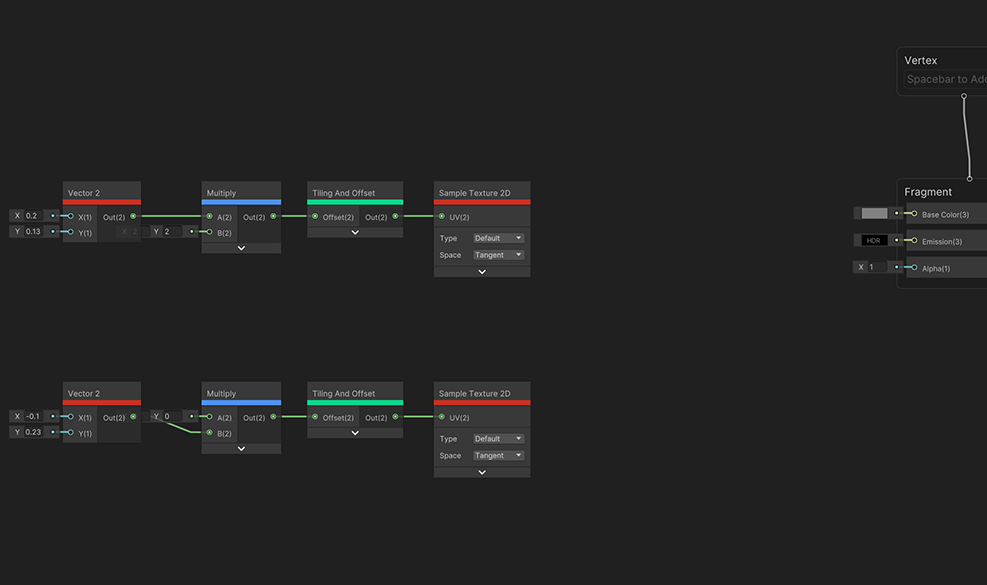 Vertex
Spacebar to Add
Vector 2
Multiply
Tiling And Offset
Sample Texture 2D
Fragment
X 0.2
X(1)
Out(2)
A(2)
Out(2)
Offset(2)
Out(2)
UV(2)
Base Color(3)
Y 0.13
Y(1)
X 2
Y 2
B(2)
Type
Default
HDR
Emission(3)
Space
Tangent
X 1
Alpha(1)
Vector 2
Multiply
Tiling And Offset
Sample Texture 2D
X -0.1
X(1)
Out(2)
Y 0
A(2)
Out(2)
Offset(2)
Out(2)
UV(2)
Y 0.23
Y(1)
B(2)
Type
Default
Space
Tangent